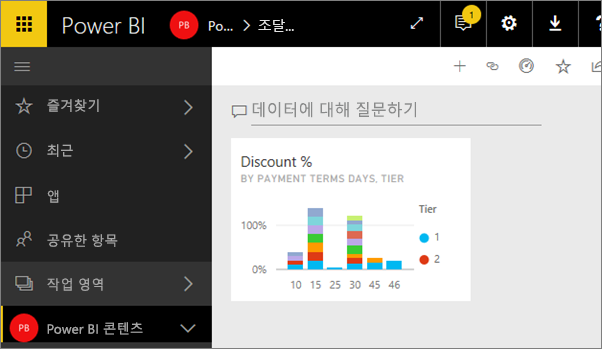 Power BI
PB
Po...
조달...
1
즐겨찾기
최근
앱
공유한 항목
작업 영역
PB
Power BI 콘텐츠
데이터에 대해 질문하기
Discount %
BY PAYMENT TERMS DAYS, TIER
100%
0%
10 15 25 30 45 46
Tier
1
2